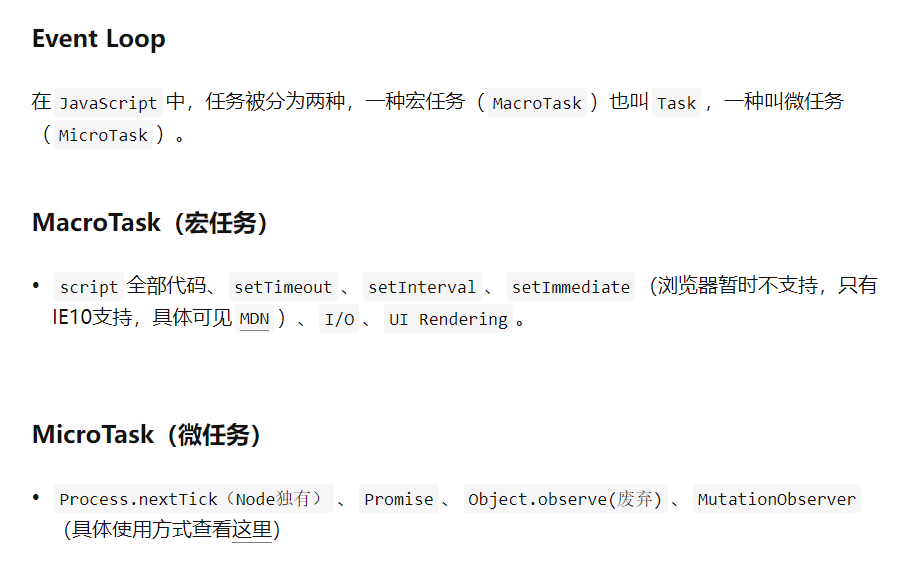 Event Loop
在 JavaScript 中，任务被分为两种，一种宏任务（ MacroTask ）也叫 Task ，一种叫微任务
（ MicroTask ）。
MacroTask（宏任务）
• script 全部代码、 setTimeout 、 setInterval 、 setImmediate （浏览器暂时不支持，只有
IE10支持，具体可见 MDN ）、 I/O 、 UI Rendering 。
MicroTask（微任务）
• Process.nextTick（Node独有） 、 Promise 、 Object.observe(废弃) 、 MutationObserver
（具体使用方式查看这里）